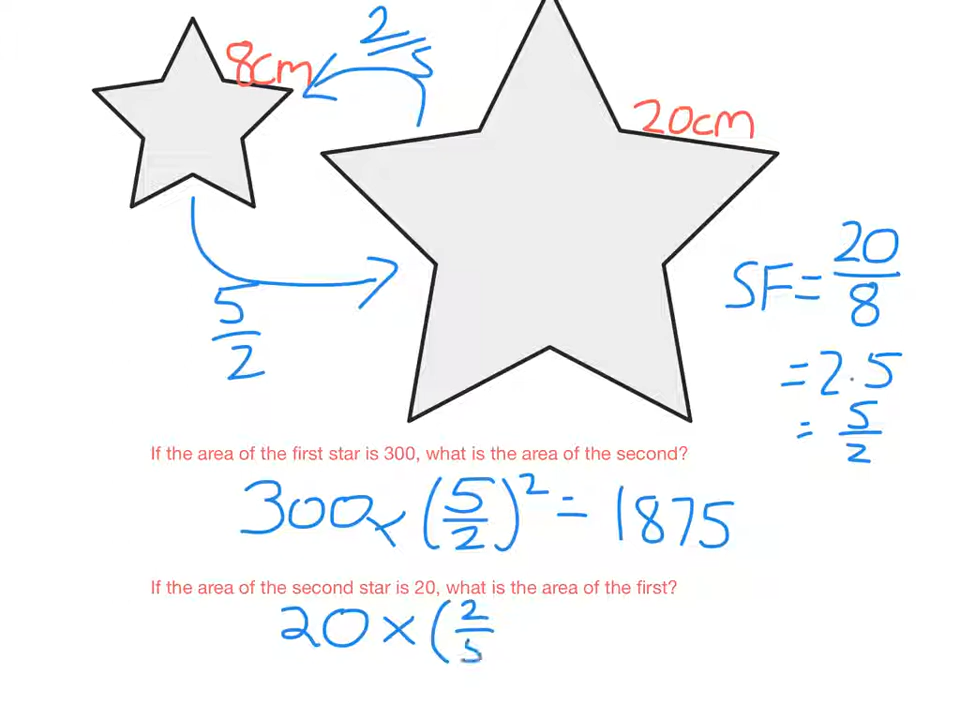 8cm
2/5
20cm
5/2
SF = 20/8
= 2.5
= 5/2
If the area of the first star is 300, what is the area of the second?
300 x (5/2)² = 1875
If the area of the second star is 20, what is the area of the first?
20 x (2/5